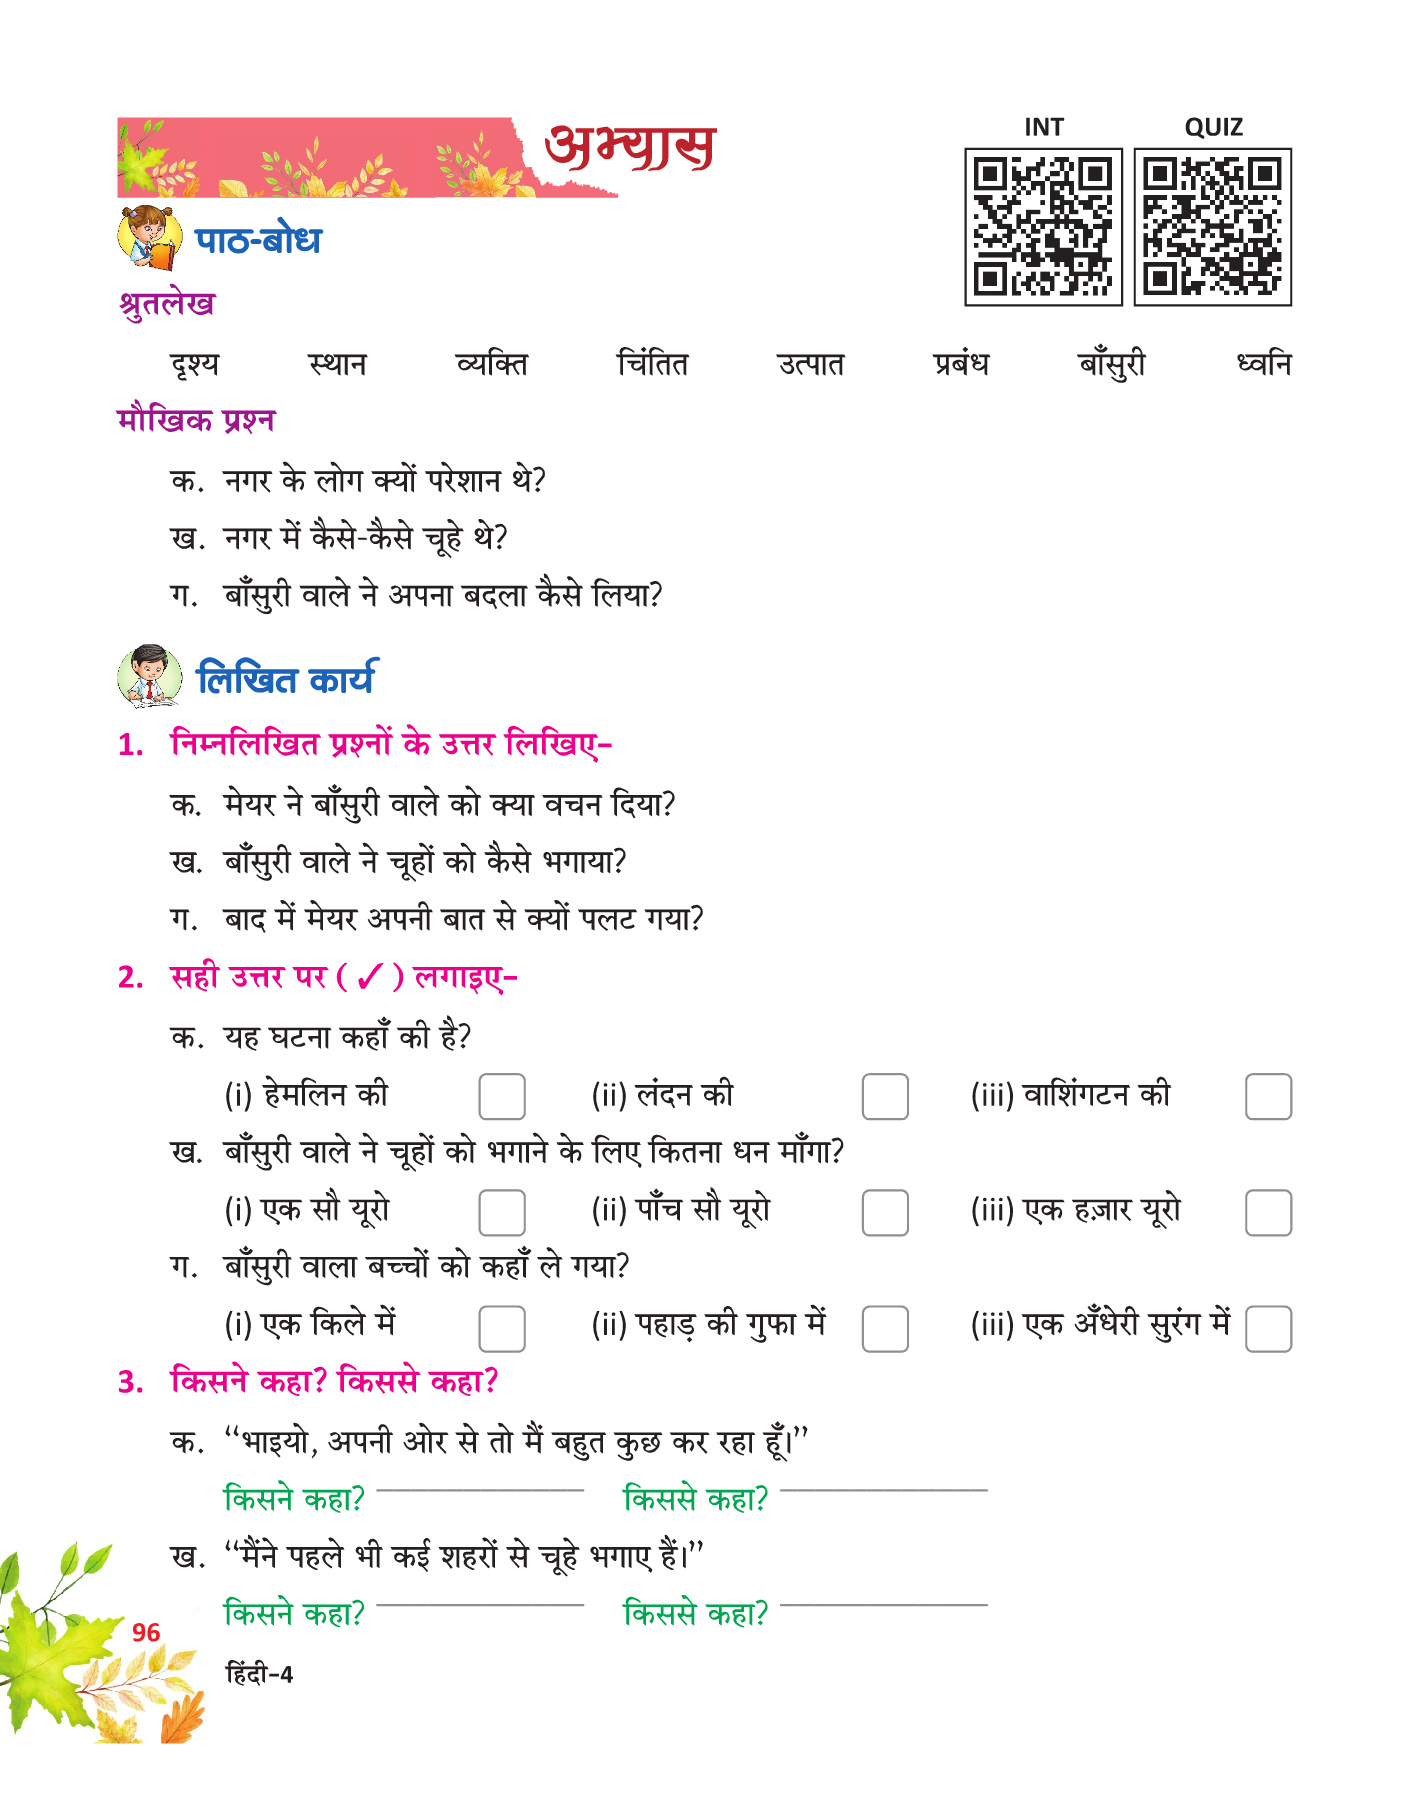 अभ्यास
INT QUIZ
पाठ-बोध
श्रुतलेख
दृश्य स्थान व्यक्ति चिंतित उत्पात प्रबंध बाँसुरी ध्वनि
मौखिक प्रश्न
क. नगर के लोग क्यों परेशान थे?
ख. नगर में कैसे-कैसे चूहे थे?
ग. बाँसुरी वाले ने अपना बदला कैसे लिया?
लिखित कार्य
1. निम्नलिखित प्रश्नों के उत्तर लिखिए–
क. मेयर ने बाँसुरी वाले को क्या वचन दिया?
ख. बाँसुरी वाले ने चूहों को कैसे भगाया?
ग. बाद में मेयर अपनी बात से क्यों पलट गया?
2. सही उत्तर पर (✓) लगाइए–
क. यह घटना कहाँ की है?
(i) हेमलिन की (ii) लंदन की (iii) वाशिंगटन की
ख. बाँसुरी वाले ने चूहों को भगाने के लिए कितना धन माँगा?
(i) एक सौ यूरो (ii) पाँच सौ यूरो (iii) एक हज़ार यूरो
ग. बाँसुरी वाला बच्चों को कहाँ ले गया?
(i) एक किले में (ii) पहाड़ की गुफा में (iii) एक अँधेरी सुरंग में
3. किसने कहा? किससे कहा?
क. “भाइयो, अपनी ओर से तो मैं बहुत कुछ कर रहा हूँ।”
किसने कहा? किससे कहा?
ख. “मैंने पहले भी कई शहरों से चूहे भगाए हैं।”
किसने कहा? किससे कहा?
96
हिंदी–4